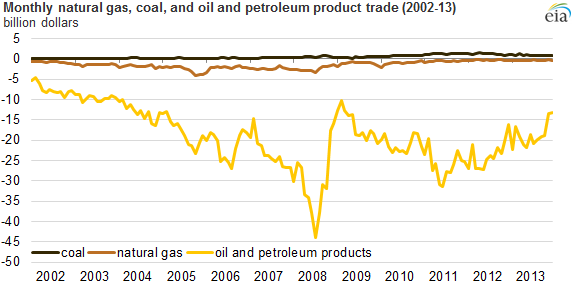 Monthly natural gas, coal, and oil and petroleum product trade (2002-13)
billion dollars
eia
5
0
-5
-10
-15
-20
-25
-30
-35
-40
-45
-50
coal natural gas oil and petroleum products
2002 2003 2004 2005 2006 2007 2008 2009 2010 2011 2012 2013